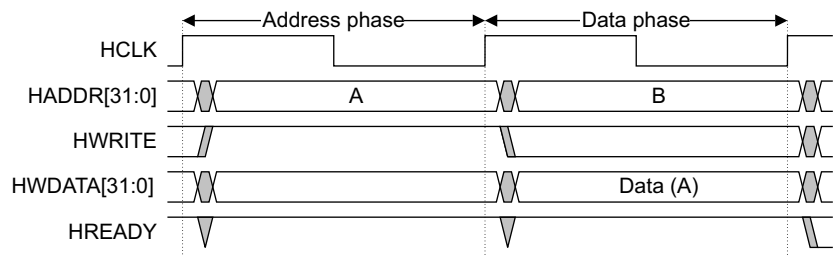 Address phase Data phase
HCLK
HADDR[31:0] A B
HWRITE
HWDATA[31:0] Data (A)
HREADY